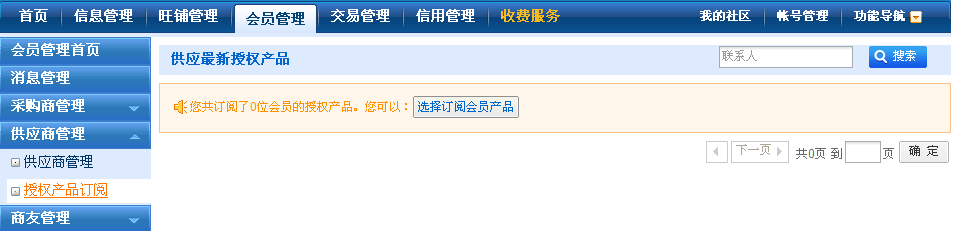 首页 信息管理 旺铺管理 会员管理 交易管理 信用管理 收费服务 我的社区 帐号管理 功能导航
会员管理首页
消息管理
采购商管理
供应商管理
供应商管理
授权产品订阅
商友管理
供应最新授权产品 联系人 搜索
您共订阅了0位会员的授权产品。您可以： 选择订阅会员产品
下一页 共0页 到 页 确 定